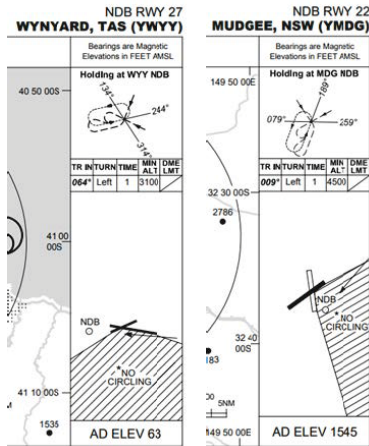 NDB RWY 27
WYNYARD, TAS (YWYY)
Bearings are Magnetic
Elevations in FEET AMSL
Holding at WYY NDB
40 50 00S
134°
244°
314°
TR IN TURN TIME MIN ALT DME LMT
064° Left 1 3100
41 00
00S
NDB
*NO
CIRCLING
41 10 00S
1535
AD ELEV 63
NDB RWY 22
MUDGEE, NSW (YMDG)
Bearings are Magnetic
Elevations in FEET AMSL
149 50 00E
Holding at MDG NDB
189°
079°
259°
TR IN TURN TIME MIN ALT DME LMT
009° Left 1 4500
32 30 00S
2786
NDB
*NO
CIRCLING
32 40
00S
5NM
149 50 00E
AD ELEV 1545